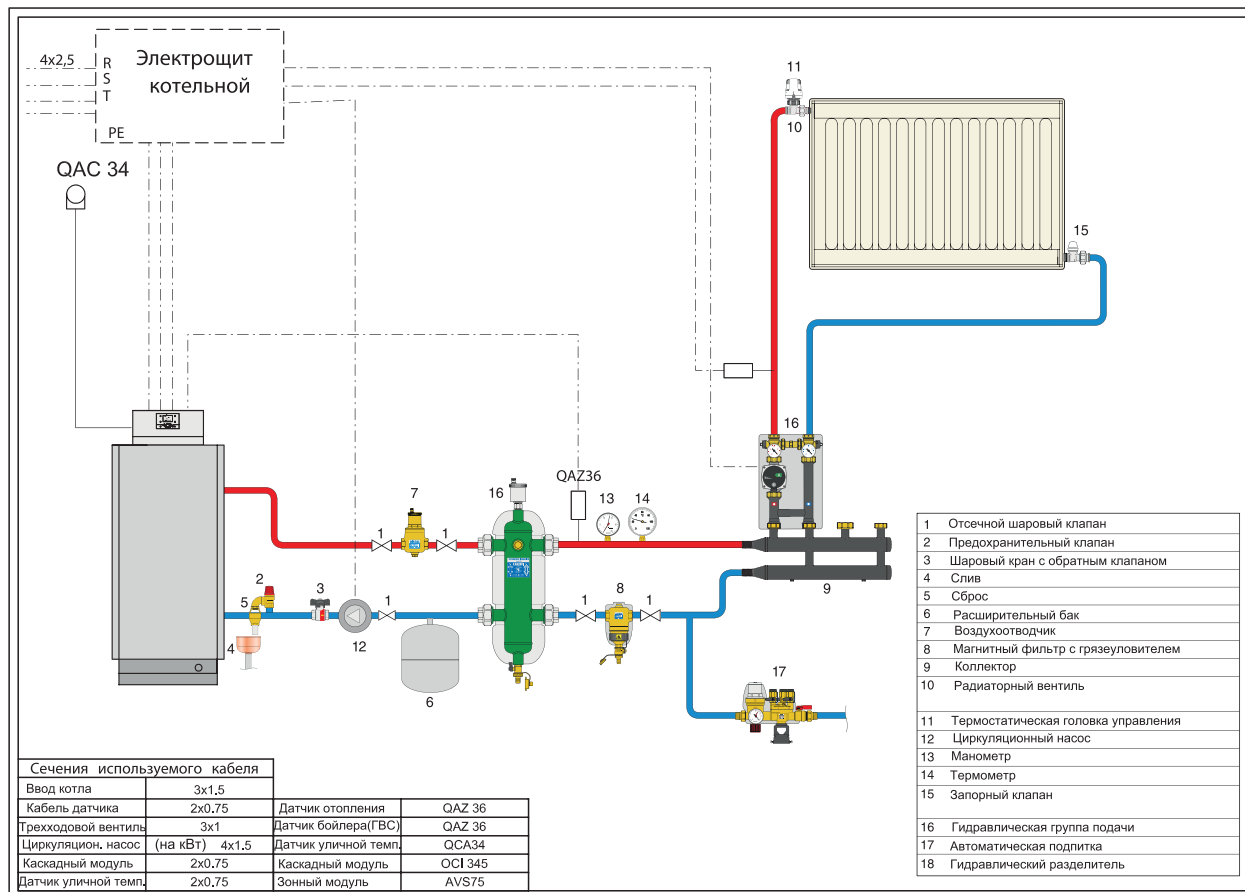 4x2,5
R
S
T
PE
Электрощит
котельной
QAC 34
11
10
15
16
QAZ36
7
16
13
14
1
1
2
3
5
4
12
1
6
1
8
1
9
17
1 Отсечной шаровый клапан
2 Предохранительный клапан
3 Шаровый кран с обратным клапаном
4 Слив
5 Сброс
6 Расширительный бак
7 Воздухоотводчик
8 Магнитный фильтр с грязеуловителем
9 Коллектор
10 Радиаторный вентиль
11 Термостатическая головка управления
12 Циркуляционный насос
13 Манометр
14 Термометр
15 Запорный клапан
16 Гидравлическая группа подачи
17 Автоматическая подпитка
18 Гидравлический разделитель
Сечения используемого кабеля
Ввод котла 3x1.5
Кабель датчика 2x0.75 Датчик отопления QAZ 36
Трехходовой вентиль 3x1 Датчик бойлера(ГВС) QAZ 36
Циркуляцион. насос (на кВт) 4x1.5 Датчик уличной темп. QCA34
Каскадный модуль 2x0.75 Каскадный модуль OCI 345
Датчик уличной темп. 2x0.75 Зонный модуль AVS75